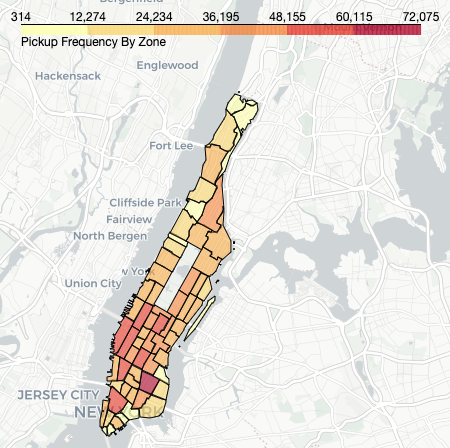 Bergenfield
314 12,274 24,234 36,195 48,155 60,115 72,075
Pickup Frequency By Zone
Englewood
Hackensack
Fort Lee
Cliffside Park
Fairview
North Bergen
Union City
JERSEY CITY
NEW YORK